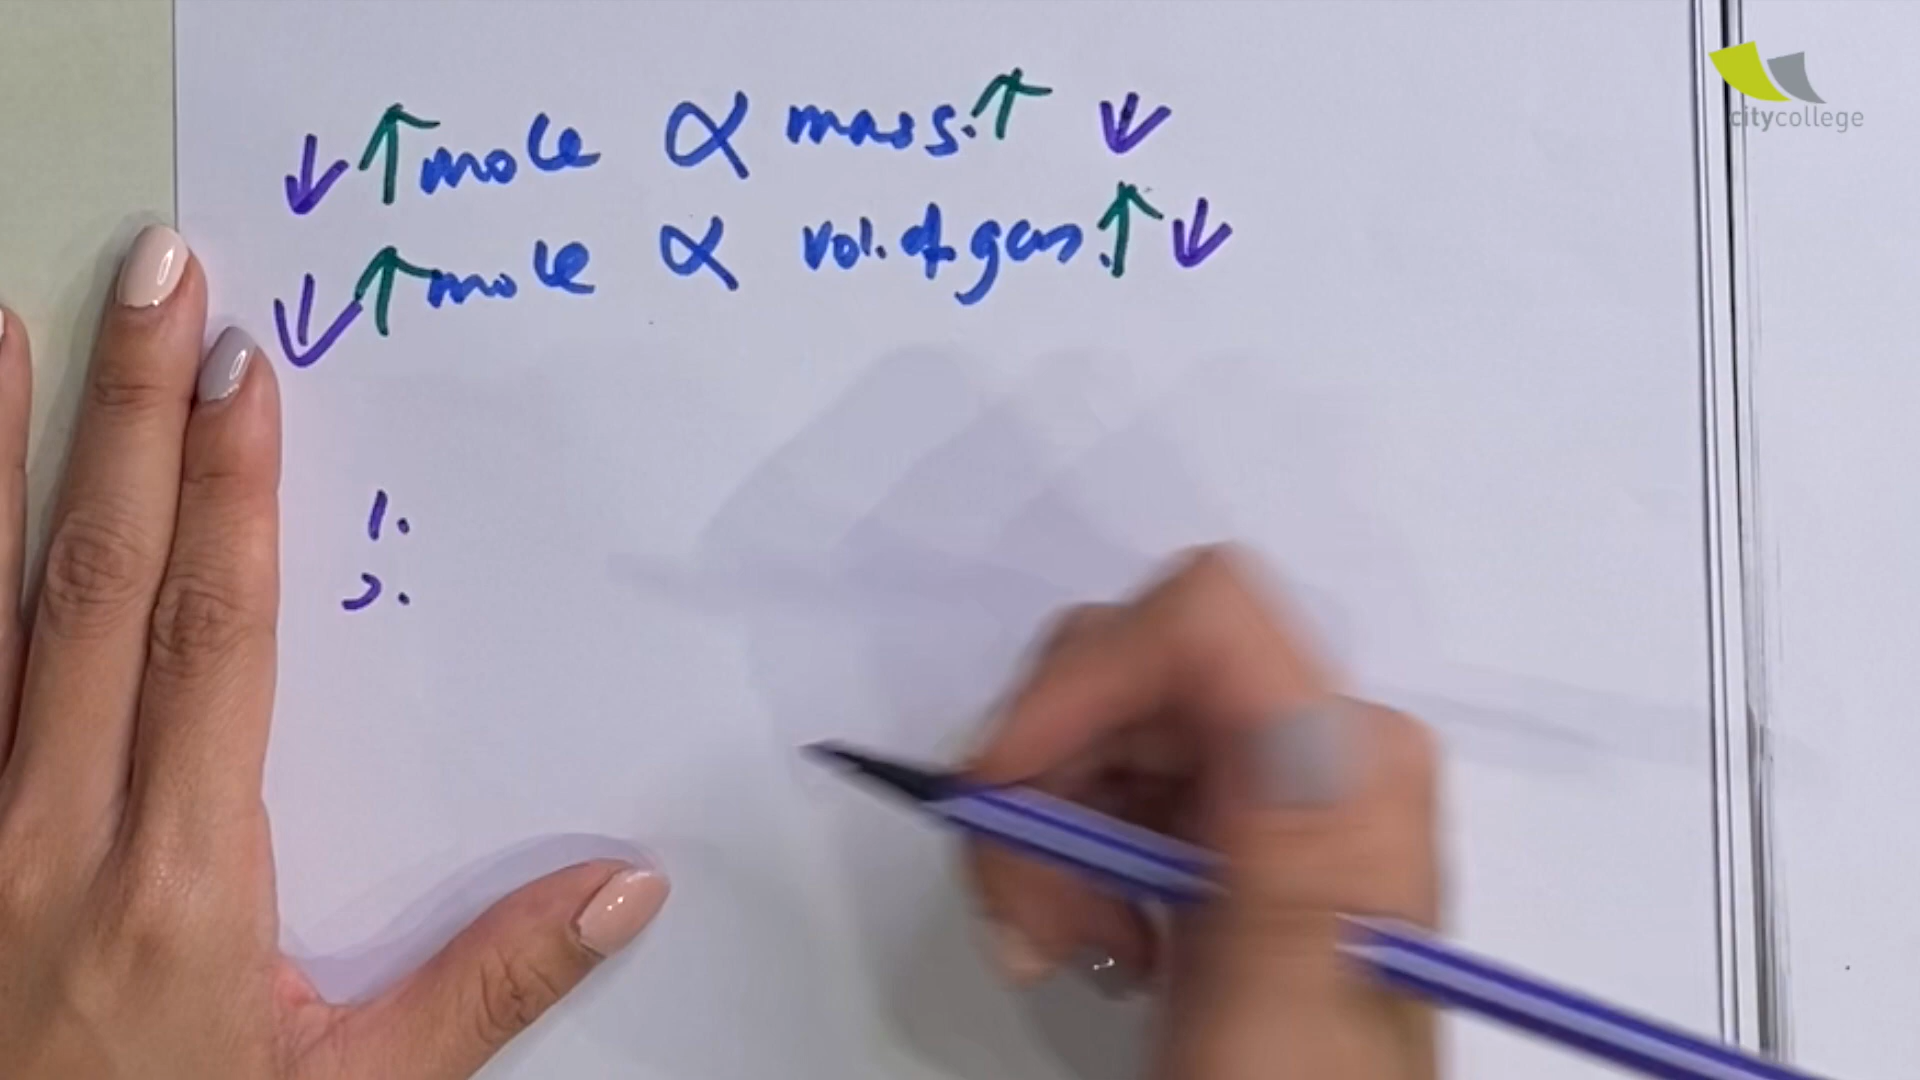 ↓↑mole ∝ mass.↑ ↓
↓↑mole ∝ vol. of gas.↑↓
1.
2.
citycollege